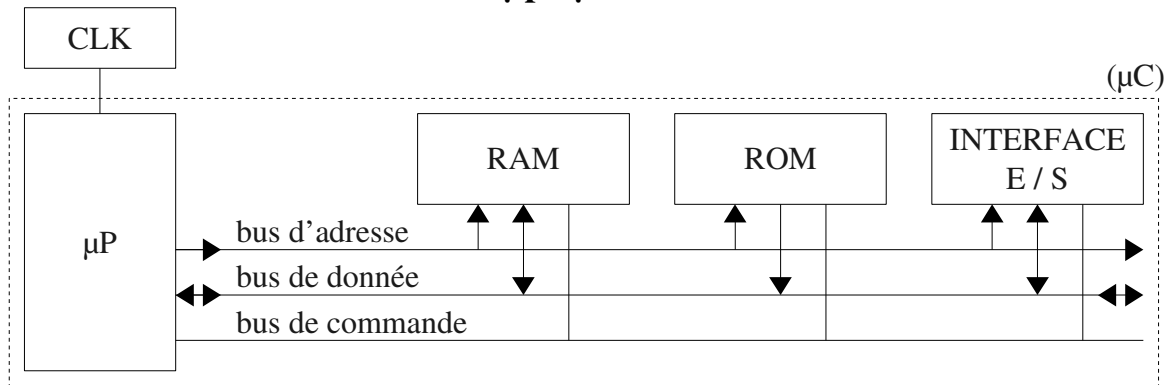 CLK
(μC)
μP
RAM
ROM
INTERFACE
E / S
bus d'adresse
bus de donnée
bus de commande